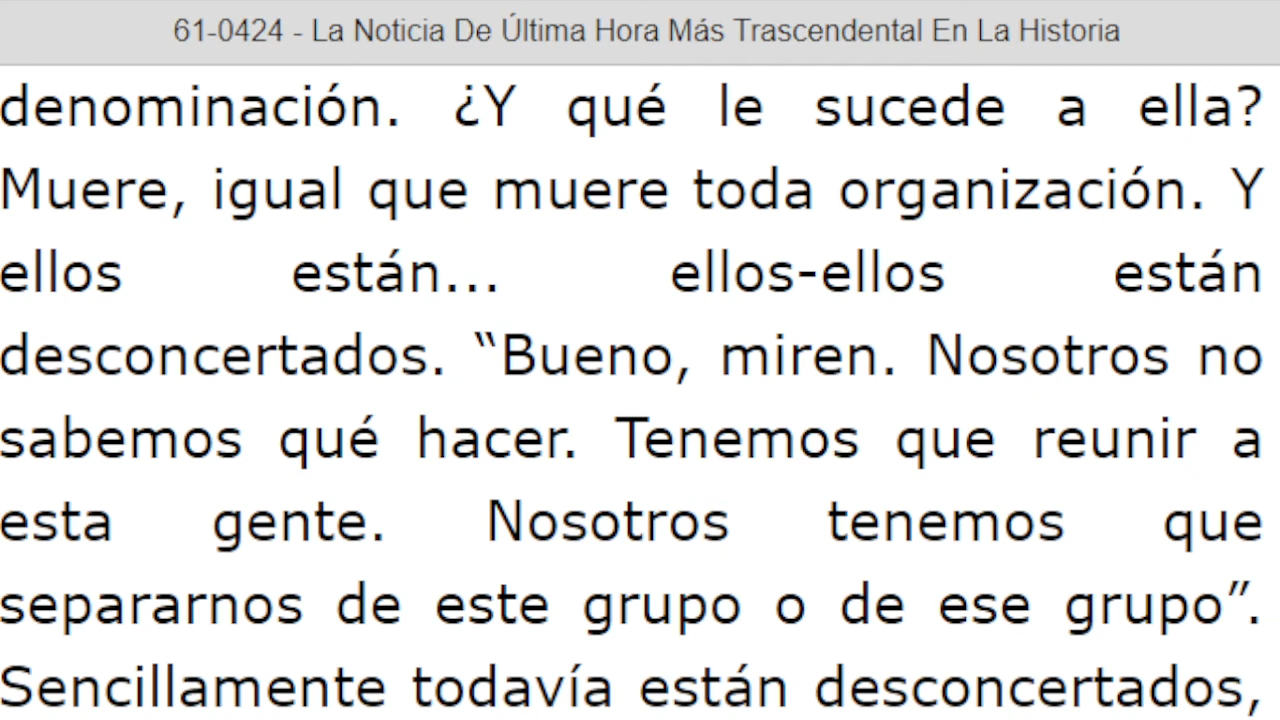 61-0424 - La Noticia De Última Hora Más Trascendental En La Historia
denominación. ¿Y qué le sucede a ella?
Muere, igual que muere toda organización. Y
ellos están... ellos-ellos están
desconcertados. “Bueno, miren. Nosotros no
sabemos qué hacer. Tenemos que reunir a
esta gente. Nosotros tenemos que
separarnos de este grupo o de ese grupo”.
Sencillamente todavía están desconcertados,